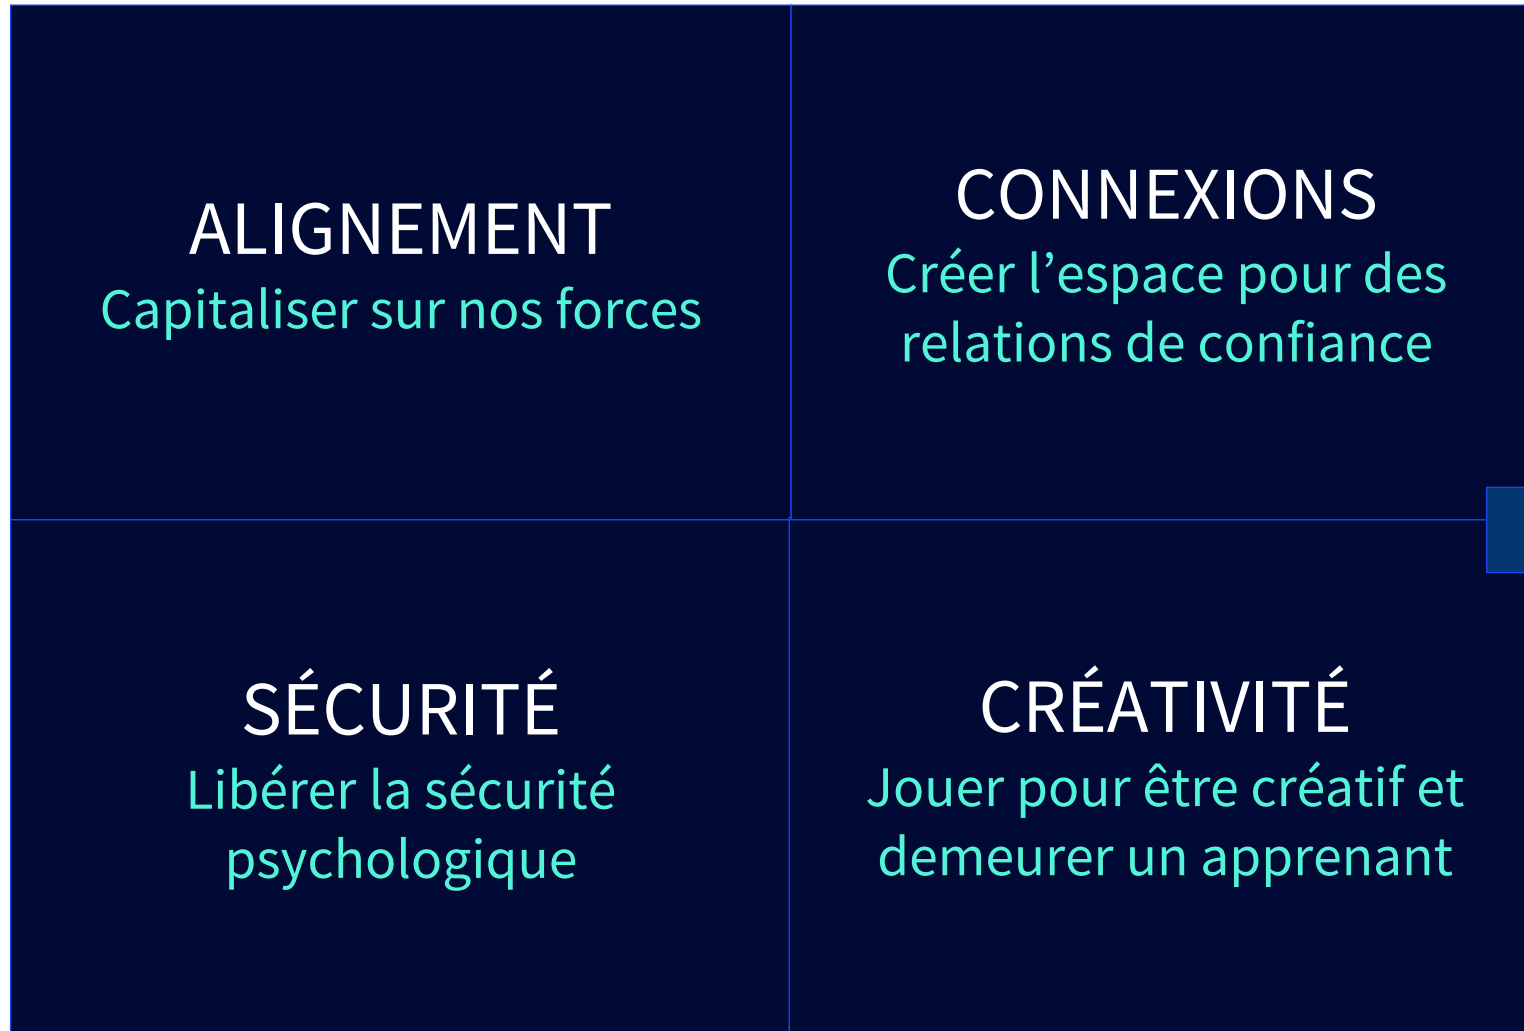 ALIGNEMENT
Capitaliser sur nos forces
CONNEXIONS
Créer l’espace pour des
relations de confiance
SÉCURITÉ
Libérer la sécurité
psychologique
CRÉATIVITÉ
Jouer pour être créatif et
demeurer un apprenant